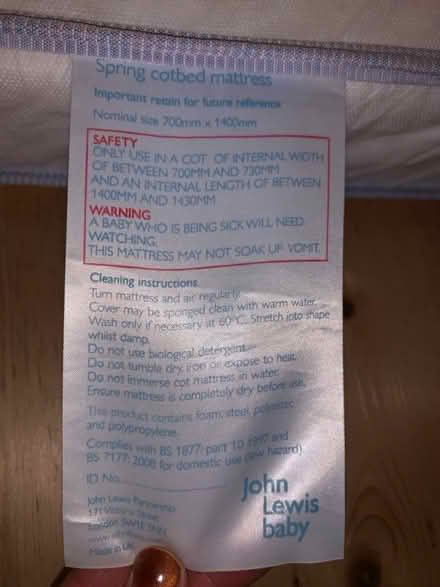 Spring cotbed mattress
Important retain for future reference
Nominal size 700mm x 1400mm
SAFETY
ONLY USE IN A COT OF INTERNAL WIDTH
OF BETWEEN 700MM AND 730MM
AND AN INTERNAL LENGTH OF BETWEEN
1400MM AND 1430MM
WARNING
A BABY WHO IS BEING SICK WILL NEED
WATCHING.
THIS MATTRESS MAY NOT SOAK UP VOMIT.
Cleaning instructions
Turn mattress and air regularly.
Cover may be sponged clean with warm water.
Wash only if necessary at 60°C. Stretch into shape
whilst damp.
Do not use biological detergent.
Do not tumble dry, iron or expose to heat.
Do not immerse cot mattress in water.
Ensure mattress is completely dry before use.
This product contains foam, steel, polyester
and polypropylene.
Complies with BS 1877: part 10 1997 and
BS 7177: 2008 for domestic use (low hazard)
ID No.
John Lewis Partnership
171 Victoria Street
London SW1E 5NN
Made in UK
John
Lewis
baby